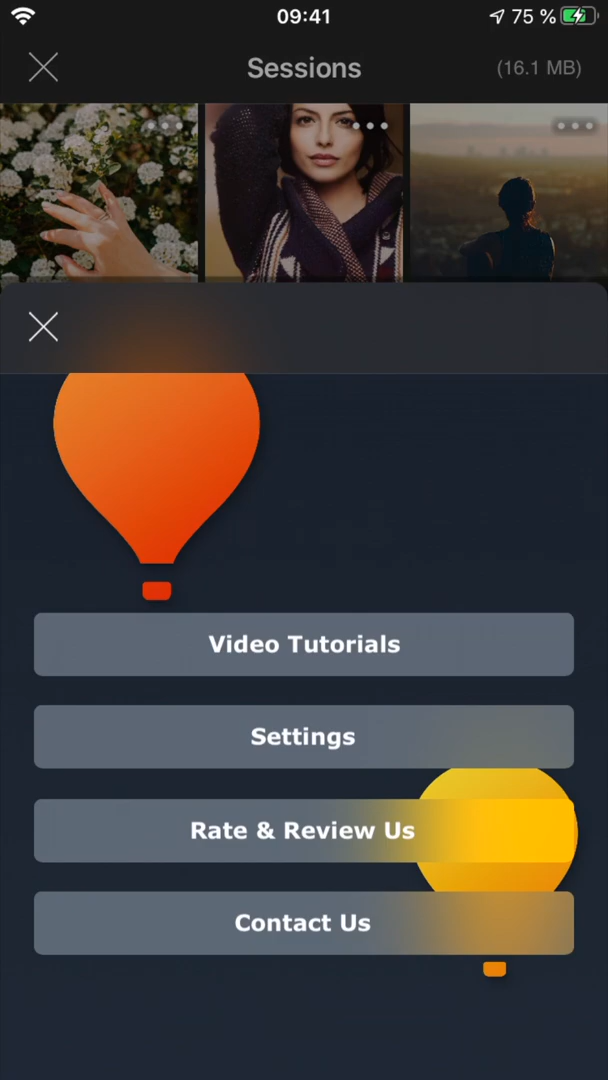 09:41
75 %
Sessions
(16.1 MB)
Video Tutorials
Settings
Rate & Review Us
Contact Us